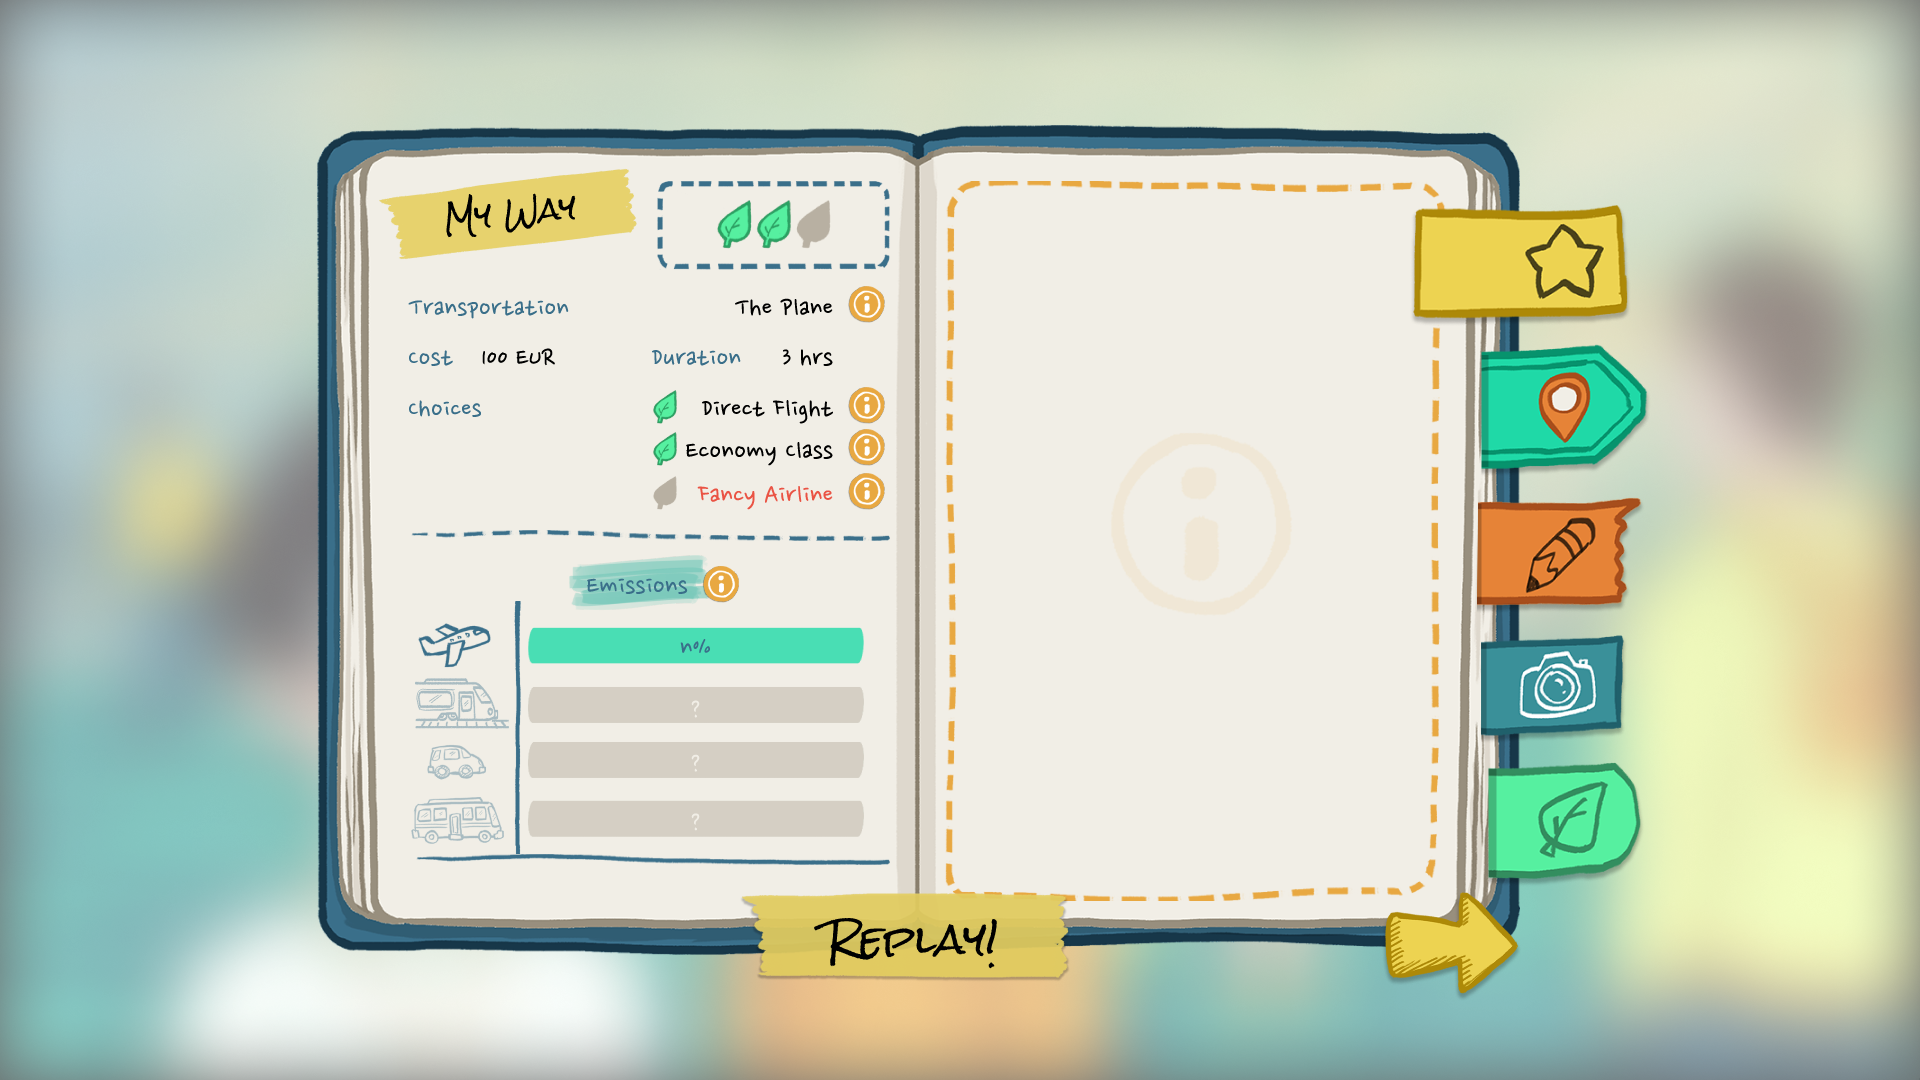 My Way
Transportation The Plane
Cost 100 EUR Duration 3 hrs
Choices Direct Flight
Economy Class
Fancy Airline
Emissions
n%
?
?
?
Replay!